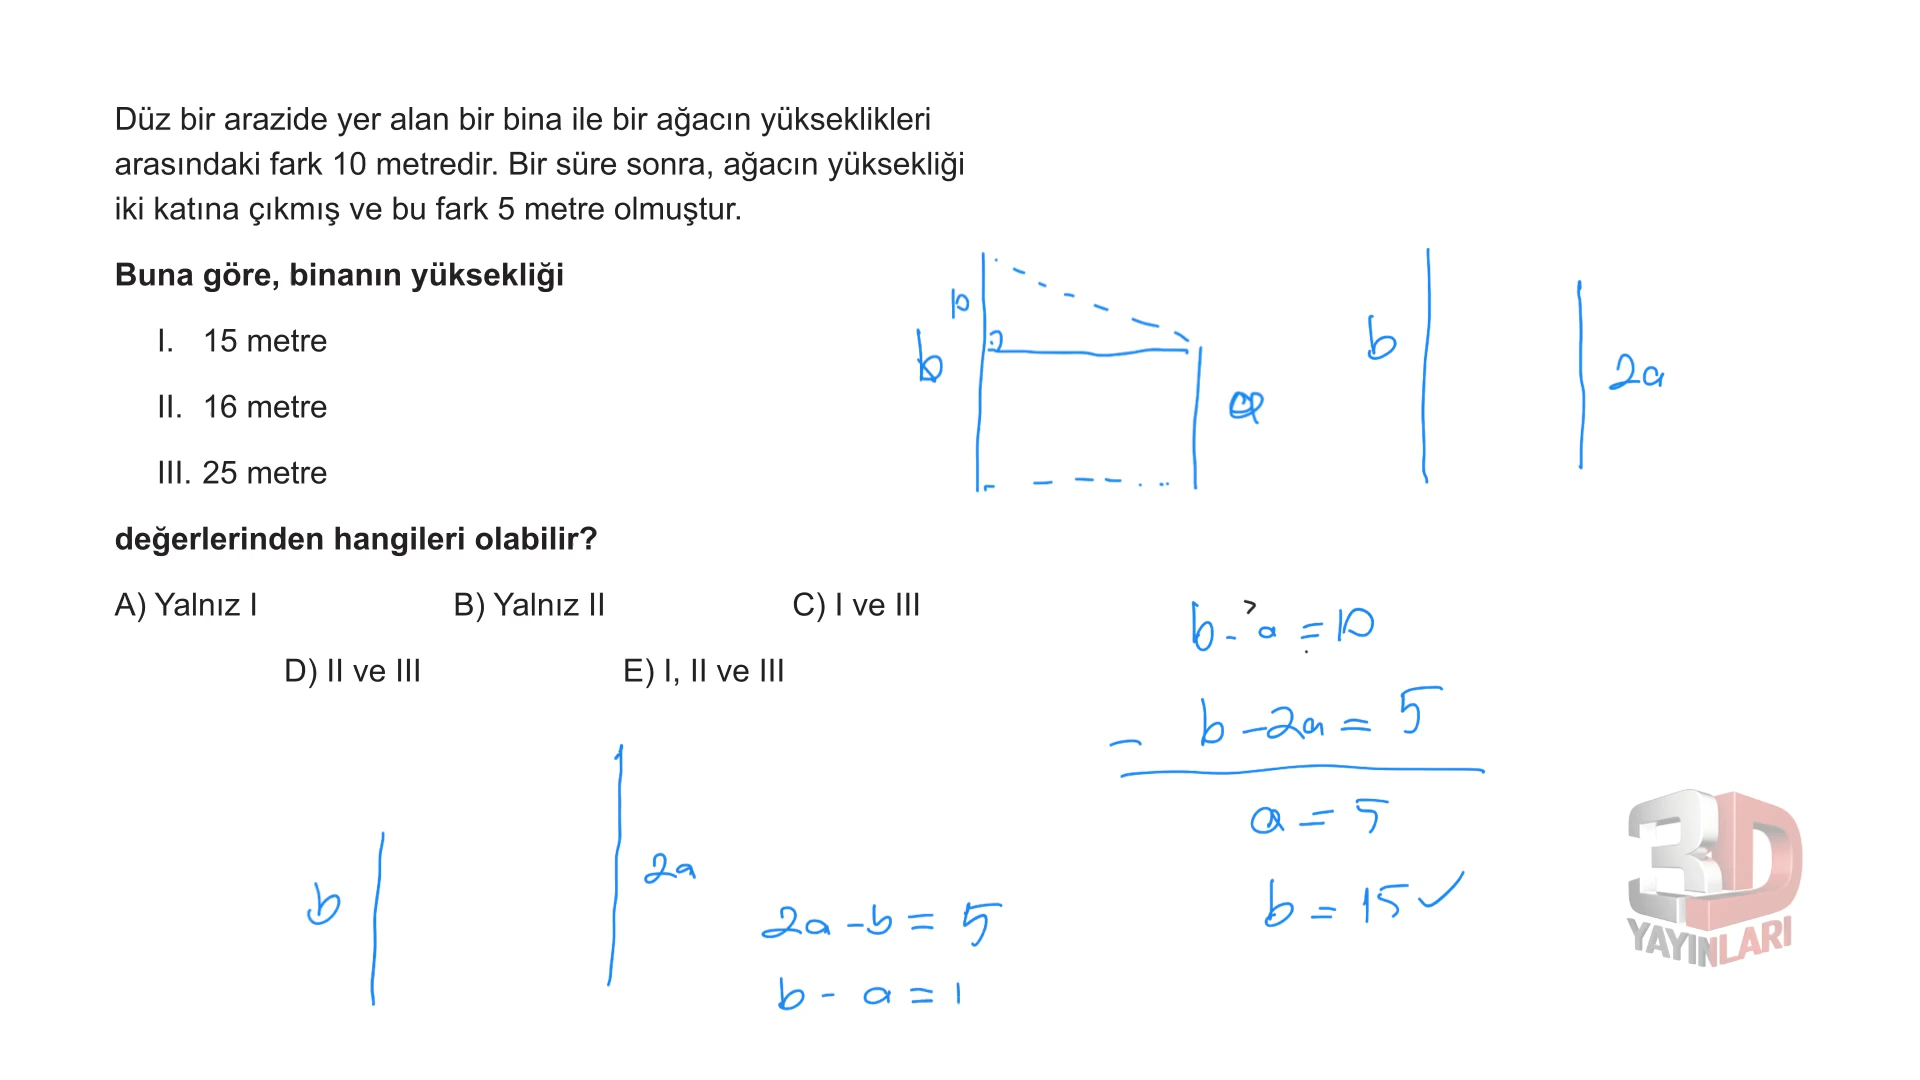 Düz bir arazide yer alan bir bina ile bir ağacın yükseklikleri
arasındaki fark 10 metredir. Bir süre sonra, ağacın yüksekliği
iki katına çıkmış ve bu fark 5 metre olmuştur.
Buna göre, binanın yüksekliği
I. 15 metre
II. 16 metre
III. 25 metre
değerlerinden hangileri olabilir?
A) Yalnız I B) Yalnız II C) I ve III
D) II ve III E) I, II ve III
10
b
a
b
2a
b - a = 10
- b - 2a = 5
a = 5
b = 15 ✓
b
2a
2a - b = 5
b - a = 1
3D
YAYINLARI